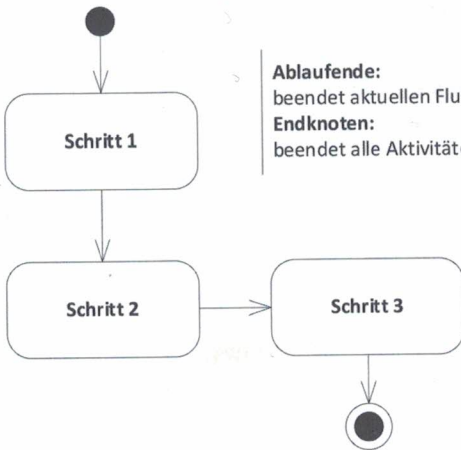 Ablaufende:
beendet aktuellen
Endknoten:
beendet alle
Schritt 1
Schritt 2
Schritt 3